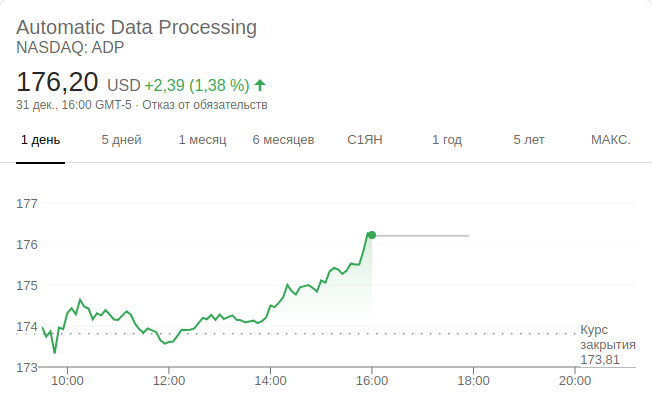 Automatic Data Processing
NASDAQ: ADP
176,20 USD +2,39 (1,38 %)
31 дек., 16:00 GMT-5 · Отказ от обязательств
1 день 5 дней 1 месяц 6 месяцев С1ЯН 1 год 5 лет МАКС.
177
176
175
174
173
Курс
закрытия
173,81
10:00 12:00 14:00 16:00 18:00 20:00